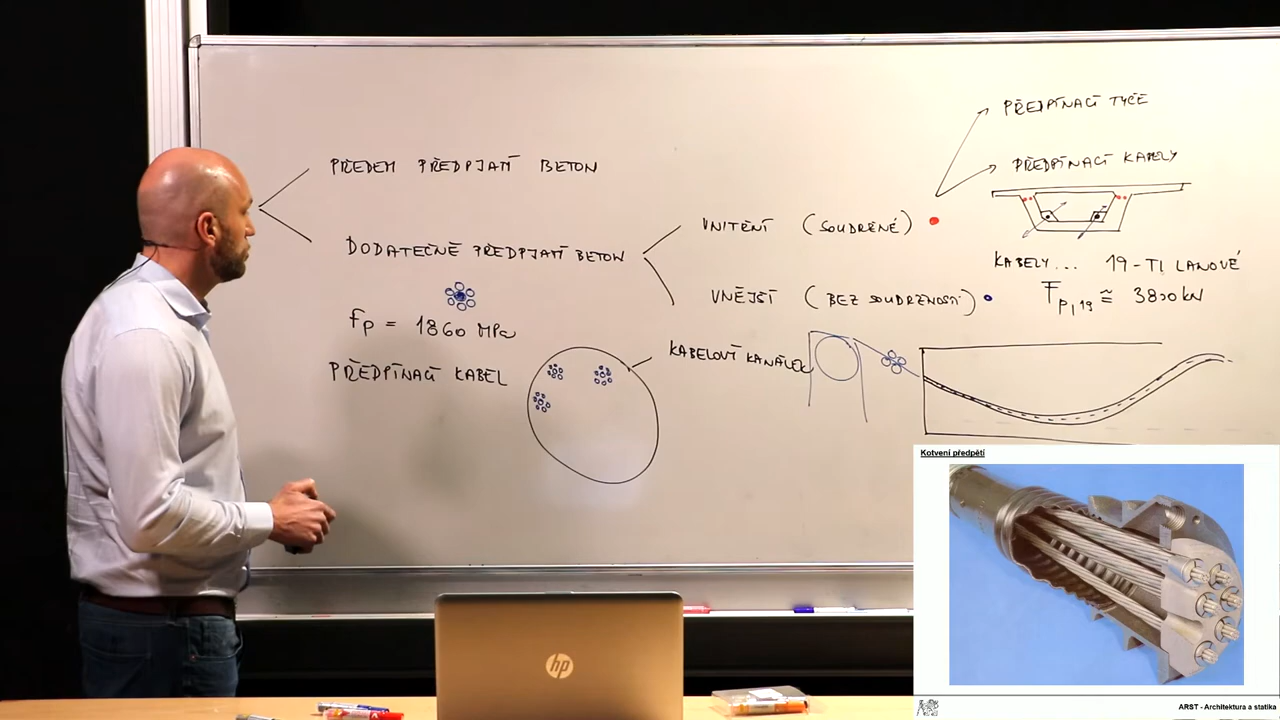 PŘEDPÍNACÍ TYČE
PŘEDEM PŘEDPJATÝ BETON
PŘEDPÍNACÍ KABELY
VNITŘNÍ (SOUDRŽNÉ)
DODATEČNĚ PŘEDPJATÝ BETON
KABELY... 19-TI LANOVÉ
VNĚJŠÍ (BEZ SOUDRŽNOSTI)
Fp,19 ≈ 3800 kN
fp = 1860 MPa
KABELOVÝ KANÁLEK
PŘEDPÍNACÍ KABEL
Kotvení předpětí
hp
ARST - Architektura a statika